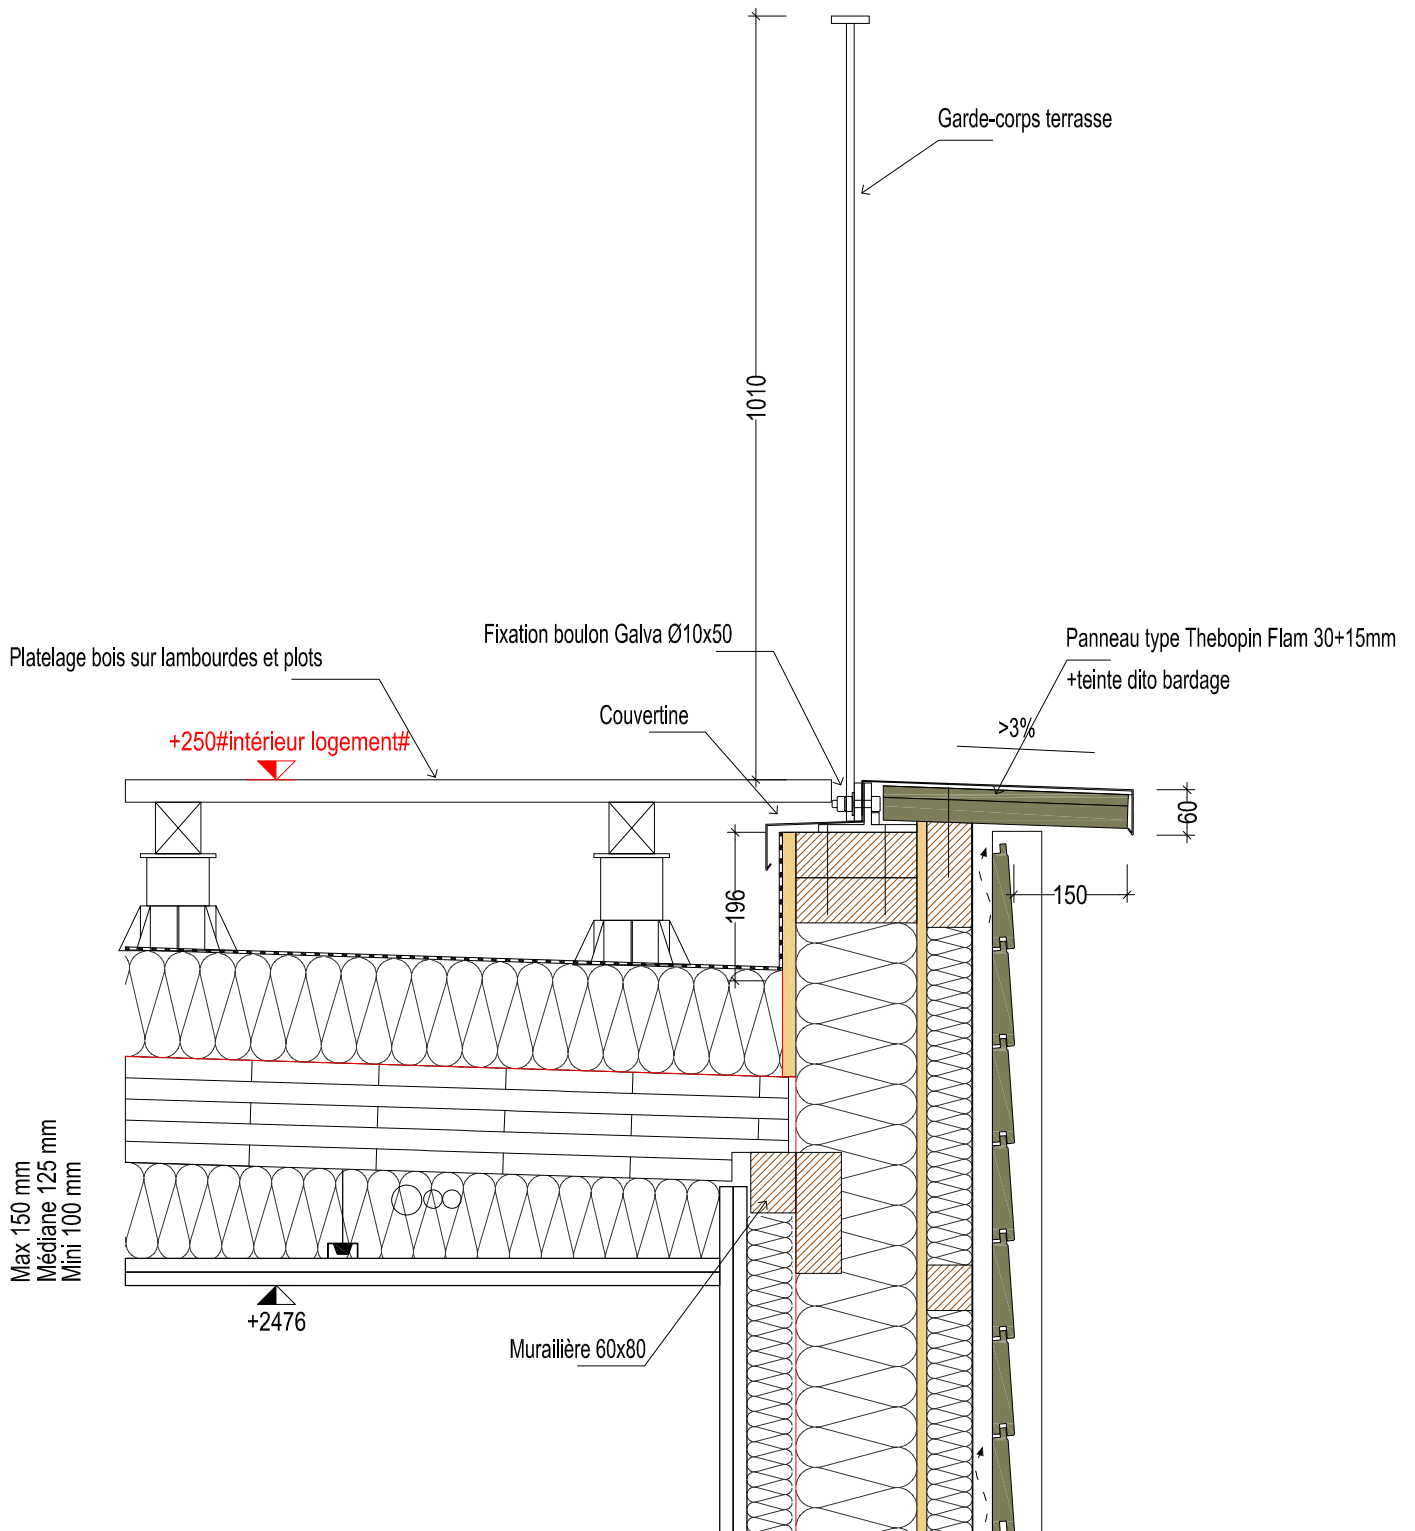 Garde-corps terrasse
1010
Fixation boulon Galva Ø10x50
Panneau type Thebopin Flam 30+15mm
+teinte dito bardage
Platelage bois sur lambourdes et plots
Couvertine
>3%
+250#intérieur logement#
60
196
150
Max 150 mm
Médiane 125 mm
Mini 100 mm
+2476
Murailière 60x80